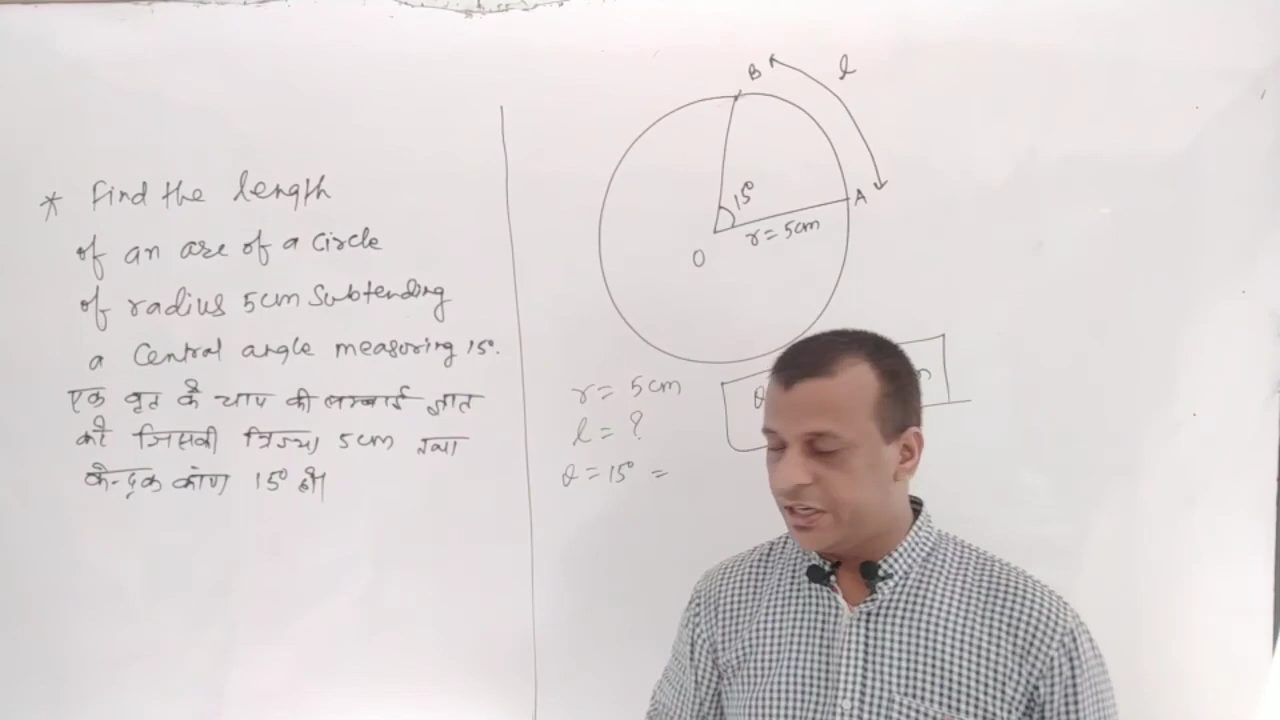 * Find the length
of an arc of a circle
of radius 5cm Subtending
a Central angle measuring 15°.
एक वृत के चाप की लम्बाई ज्ञात
करें जिसकी त्रिज्या 5cm तथा
केन्द्रक कोण 15° हो।
B
l
A
15°
r = 5cm
O
r = 5cm
l = ?
θ = 15° =
θ